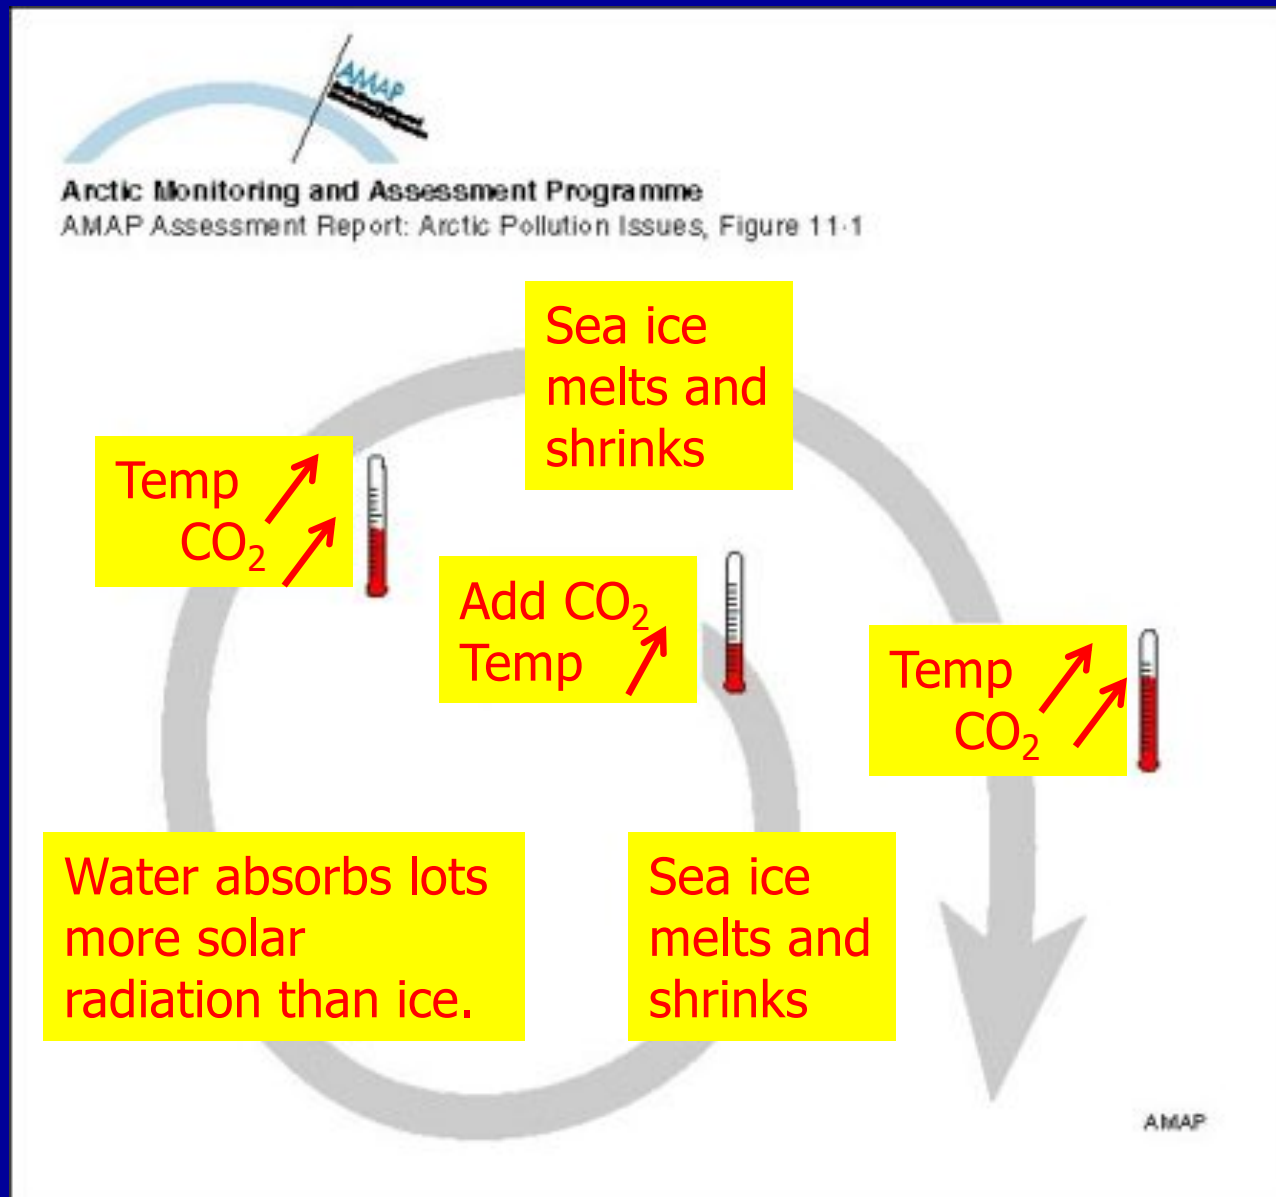 AMAP
Arctic Monitoring and Assessment Programme
AMAP Assessment Report: Arctic Pollution Issues, Figure 11·1
Sea ice
melts and
shrinks
Temp
CO₂
Add CO₂
Temp
Temp
CO₂
Water absorbs lots
more solar
radiation than ice.
Sea ice
melts and
shrinks
AMAP